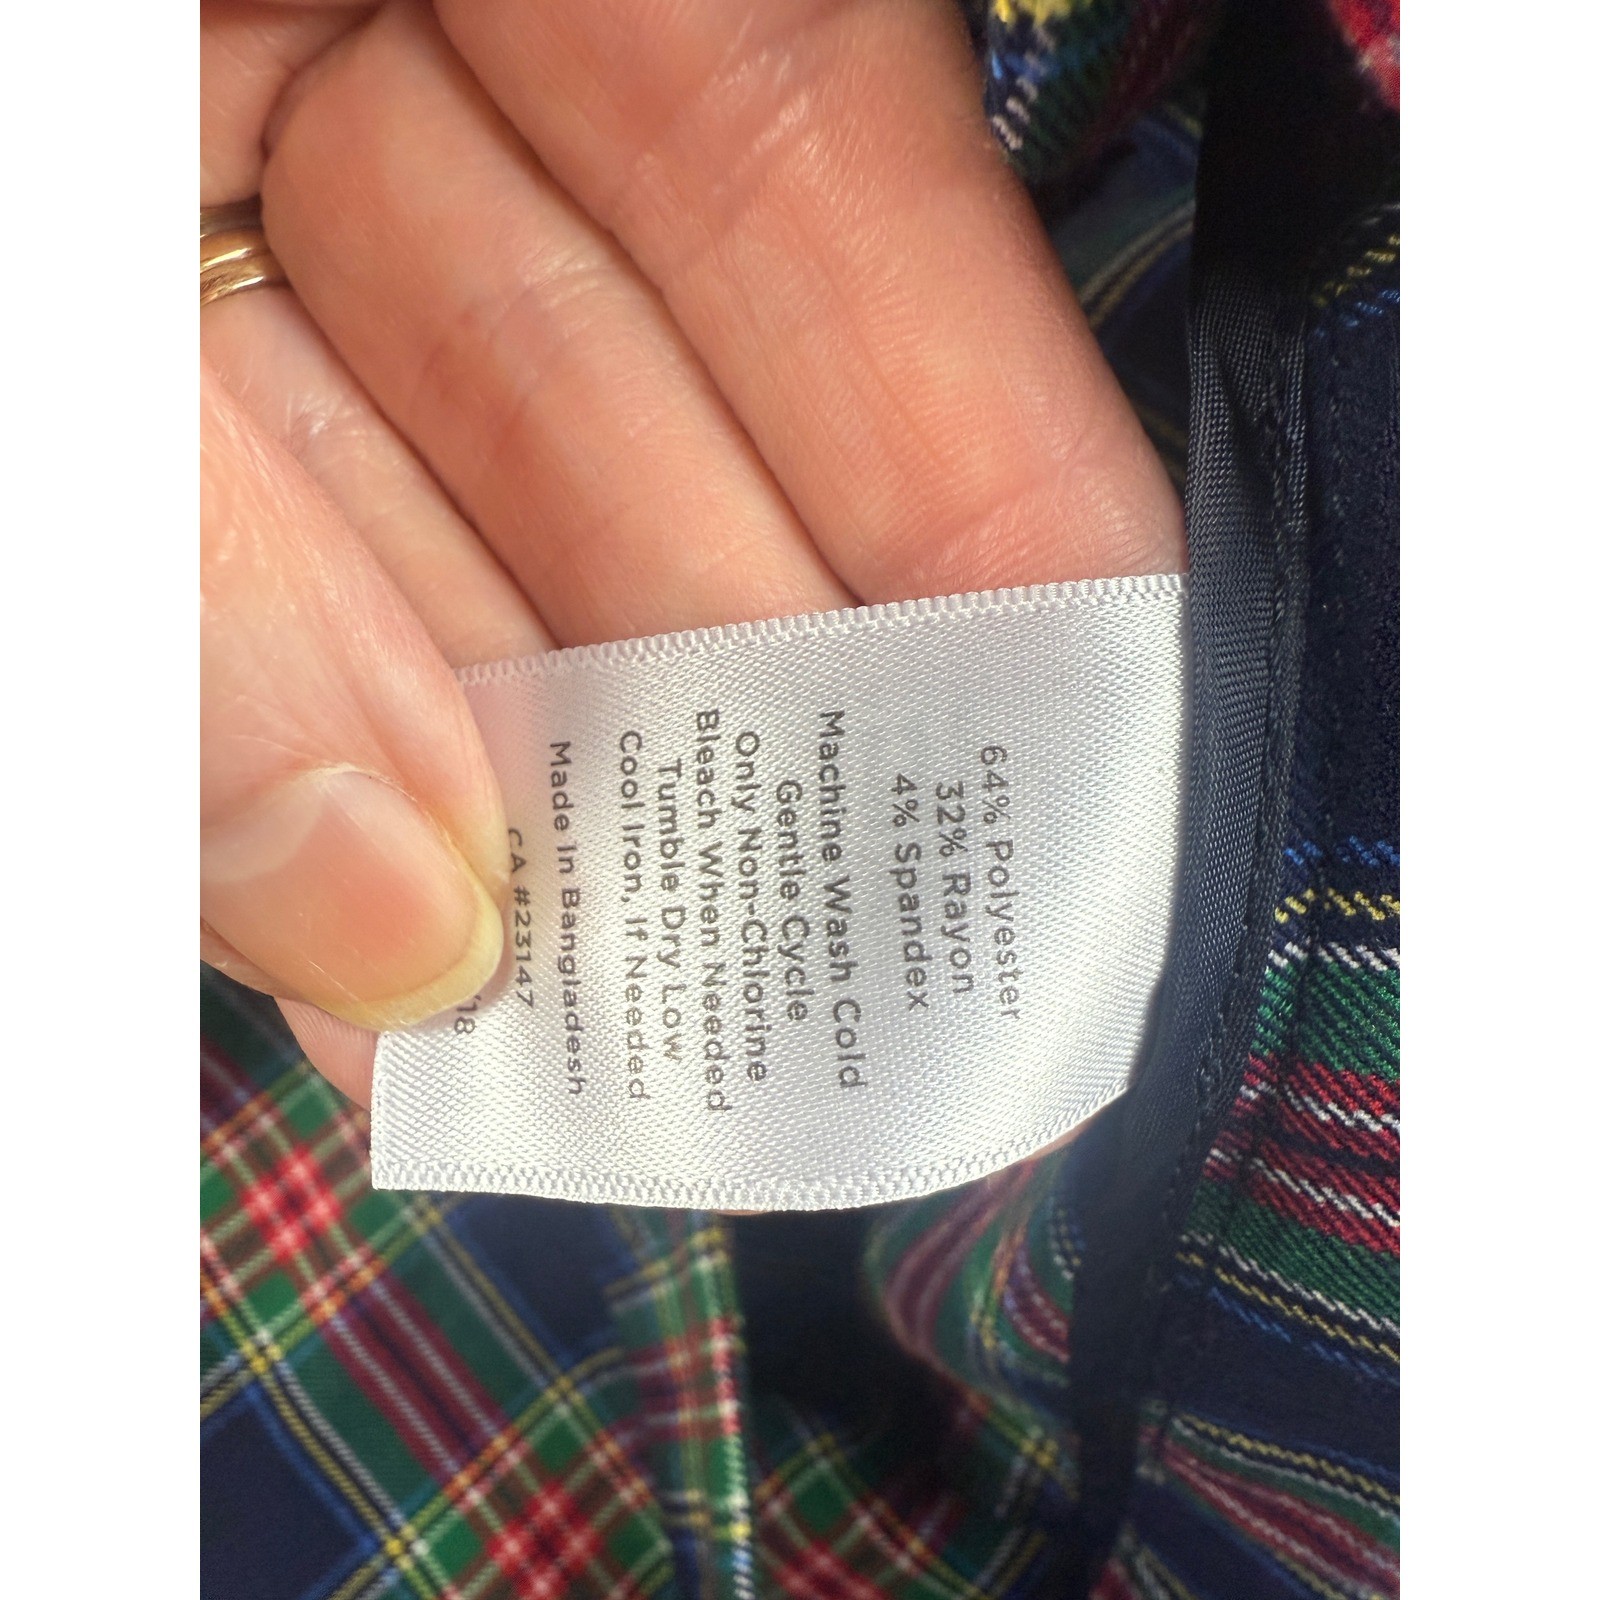 64% Polyester
32% Rayon
4% Spandex
Machine Wash Cold
Gentle Cycle
Only Non-Chlorine
Bleach When Needed
Tumble Dry Low
Cool Iron, If Needed
Made In Bangladesh
CA #23147